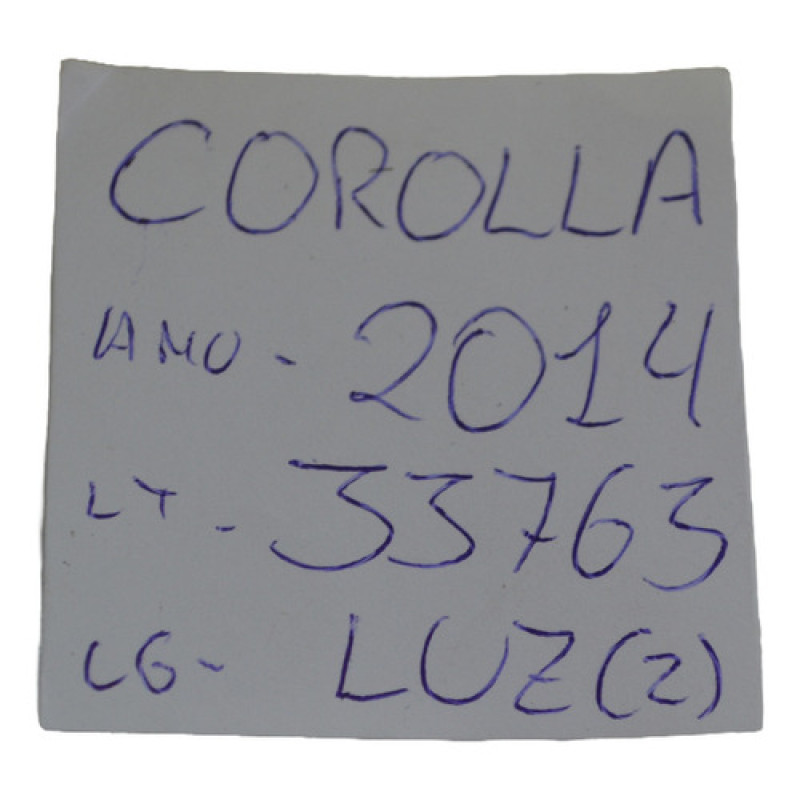 COROLLA
ANO - 2014
LT - 33763
LG - LUZ (2)